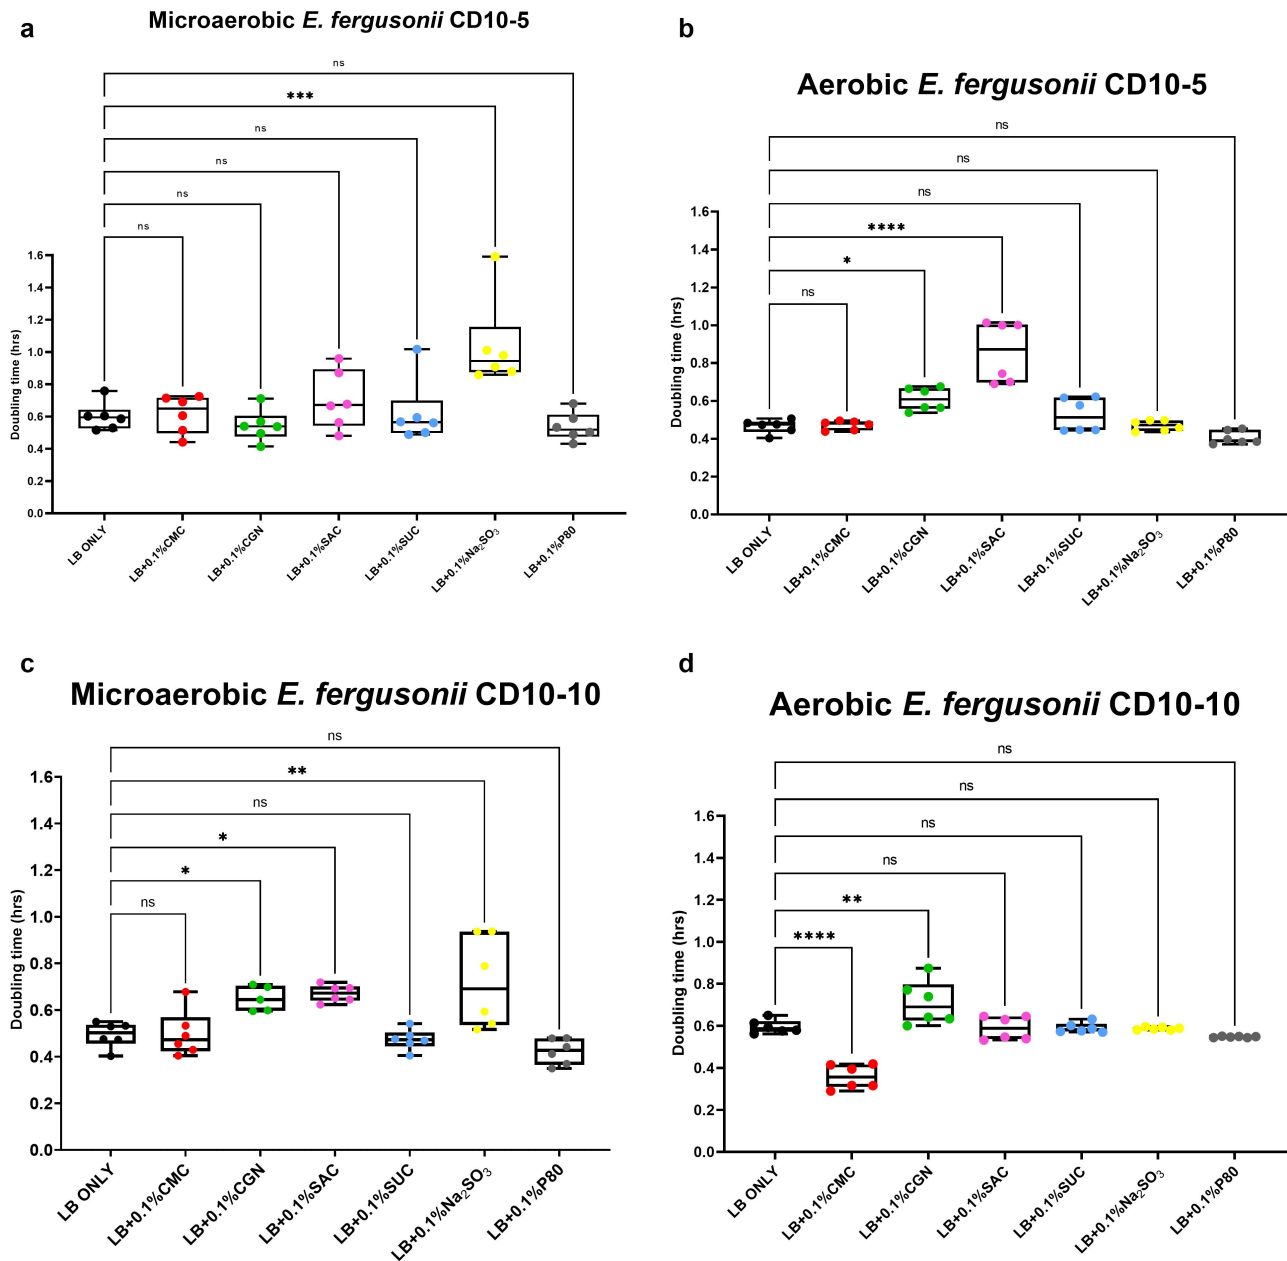 a
Microaerobic E. fergusonii CD10-5
ns
***
ns
ns
ns
ns
Doubling time (hrs)
1.6
1.4
1.2
1.0
0.8
0.6
0.4
0.2
0.0
LB ONLY
LB+0.1%CMC
LB+0.1%CGN
LB+0.1%SAC
LB+0.1%SUC
LB+0.1%Na₂SO₃
LB+0.1%P80
b
Aerobic E. fergusonii CD10-5
ns
ns
ns
****
*
ns
Doubling time (hrs)
1.6
1.4
1.2
1.0
0.8
0.6
0.4
0.2
0.0
LB ONLY
LB+0.1%CMC
LB+0.1%CGN
LB+0.1%SAC
LB+0.1%SUC
LB+0.1%Na₂SO₃
LB+0.1%P80
c
Microaerobic E. fergusonii CD10-10
ns
**
ns
*
*
ns
Doubling time (hrs)
1.6
1.4
1.2
1.0
0.8
0.6
0.4
0.2
0.0
LB ONLY
LB+0.1%CMC
LB+0.1%CGN
LB+0.1%SAC
LB+0.1%SUC
LB+0.1%Na₂SO₃
LB+0.1%P80
d
Aerobic E. fergusonii CD10-10
ns
ns
ns
ns
**
****
Doubling time (hrs)
1.6
1.4
1.2
1.0
0.8
0.6
0.4
0.2
0.0
LB ONLY
LB+0.1%CMC
LB+0.1%CGN
LB+0.1%SAC
LB+0.1%SUC
LB+0.1%Na₂SO₃
LB+0.1%P80